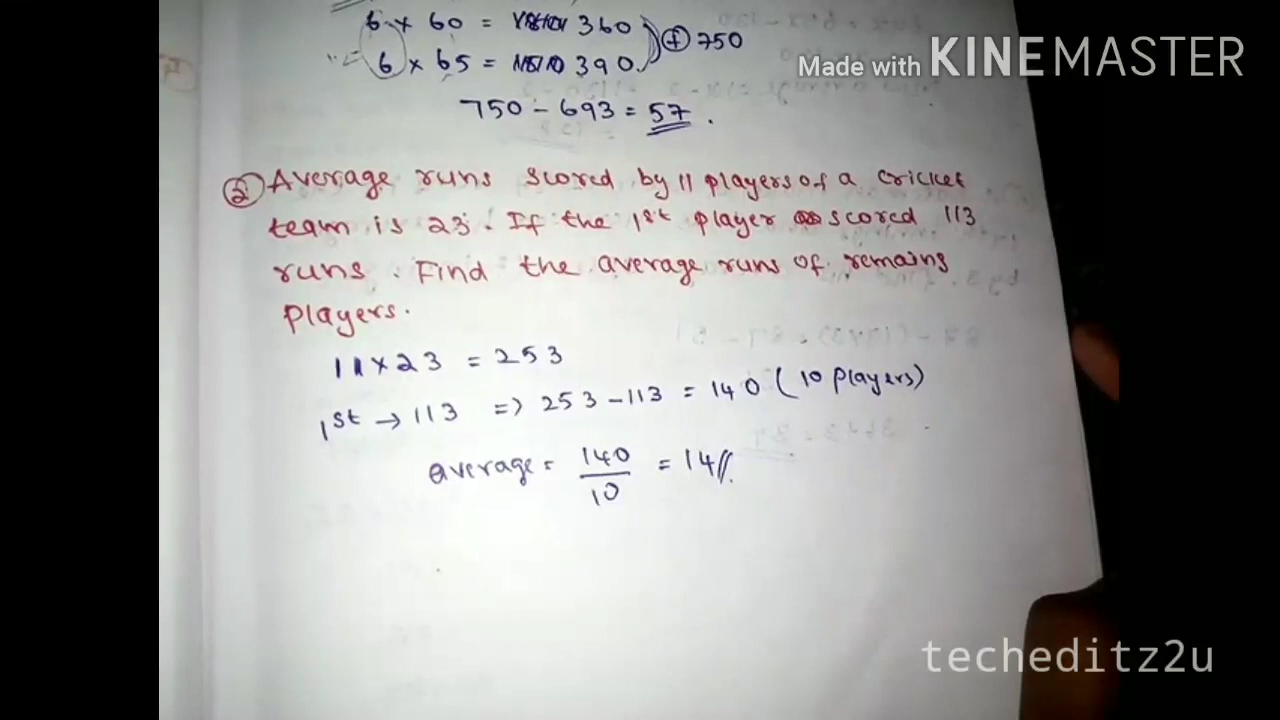 6 × 60 = 360
6 × 65 = 390
+ 750
750 - 693 = 57.
Made with KINEMASTER
② Average runs scored by 11 players of a cricket
team is 23. If the 1st player scored 113
runs. Find the average runs of remains
players.
11×23 = 253
1st → 113 => 253 - 113 = 140 (10 players)
average = 140/10 = 14//.
techeditz2u